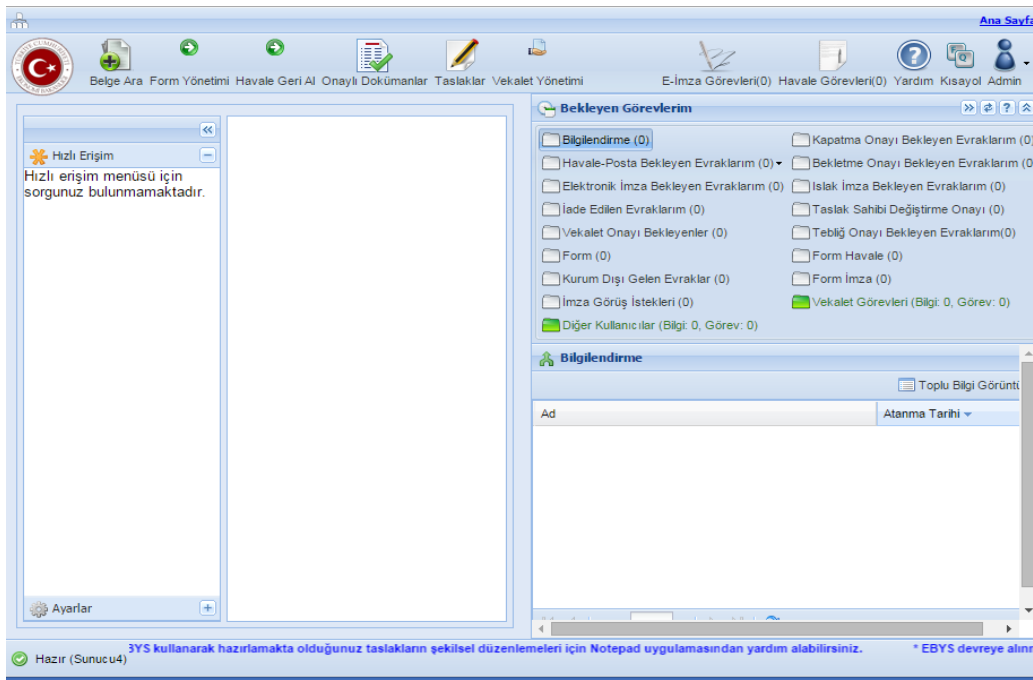 Ana Sayfa
Belge Ara Form Yönetimi Havale Geri Al Onaylı Dokümanlar Taslaklar Vekalet Yönetimi E-İmza Görevleri(0) Havale Görevleri(0) Yardım Kısayol Admin
Bekleyen Görevlerim
Bilgilendirme (0) Kapatma Onayı Bekleyen Evraklarım (0)
Havale-Posta Bekleyen Evraklarım (0) Bekletme Onayı Bekleyen Evraklarım (0
Elektronik İmza Bekleyen Evraklarım (0) Islak İmza Bekleyen Evraklarım (0)
İade Edilen Evraklarım (0) Taslak Sahibi Değiştirme Onayı (0)
Vekalet Onayı Bekleyenler (0) Tebliğ Onayı Bekleyen Evraklarım(0)
Form (0) Form Havale (0)
Kurum Dışı Gelen Evraklar (0) Form İmza (0)
İmza Görüş İstekleri (0) Vekalet Görevleri (Bilgi: 0, Görev: 0)
Diğer Kullanıcılar (Bilgi: 0, Görev: 0)
Hızlı Erişim
Hızlı erişim menüsü için
sorgunuz bulunmamaktadır.
Ayarlar
Bilgilendirme
Toplu Bilgi Görüntü
Ad Atanma Tarihi
Hazır (Sunucu4)
BYS kullanarak hazırlamakta olduğunuz taslakların şekilsel düzenlemeleri için Notepad uygulamasından yardım alabilirsiniz. * EBYS devreye alınm